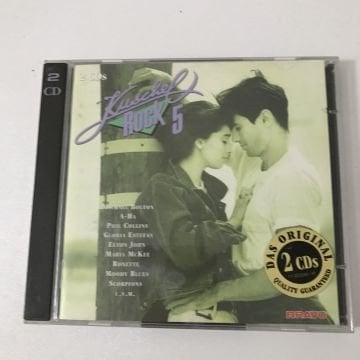 2 CD
2 CDs
Kuschel
ROCK 5
MICHAEL BOLTON
A-HA
PHIL COLLINS
GLORIA ESTEFAN
ELTON JOHN
MARIA MCKEE
ROXETTE
MOODY BLUES
SCORPIONS
U.V.M.
DAS ORIGINAL
2 CDs
QUALITY GUARANTEED
BRAVO